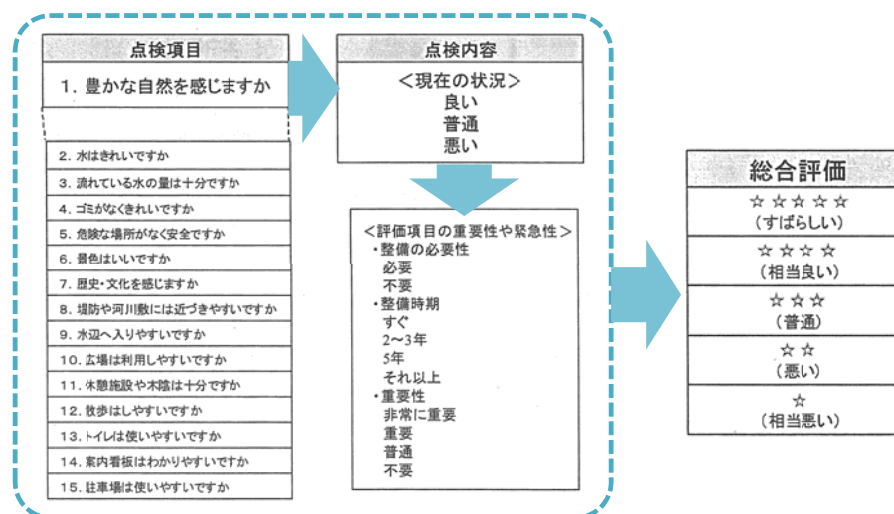 点検項目
1. 豊かな自然を感じますか
2. 水はきれいですか
3. 流れている水の量は十分ですか
4. ゴミがなくきれいですか
5. 危険な場所がなく安全ですか
6. 景色はいいですか
7. 歴史・文化を感じますか
8. 堤防や河川敷には近づきやすいですか
9. 水辺へ入りやすいですか
10. 広場は利用しやすいですか
11. 休憩施設や木陰は十分ですか
12. 散歩はしやすいですか
13. トイレは使いやすいですか
14. 案内看板はわかりやすいですか
15. 駐車場は使いやすいですか
点検内容
<現在の状況>
良い
普通
悪い
<評価項目の重要性や緊急性>
・整備の必要性
必要
不要
・整備時期
すぐ
2~3年
5年
それ以上
・重要性
非常に重要
重要
普通
不要
総合評価
☆☆☆☆☆
(すばらしい)
☆☆☆☆
(相当良い)
☆☆☆
(普通)
☆☆
(悪い)
☆
(相当悪い)